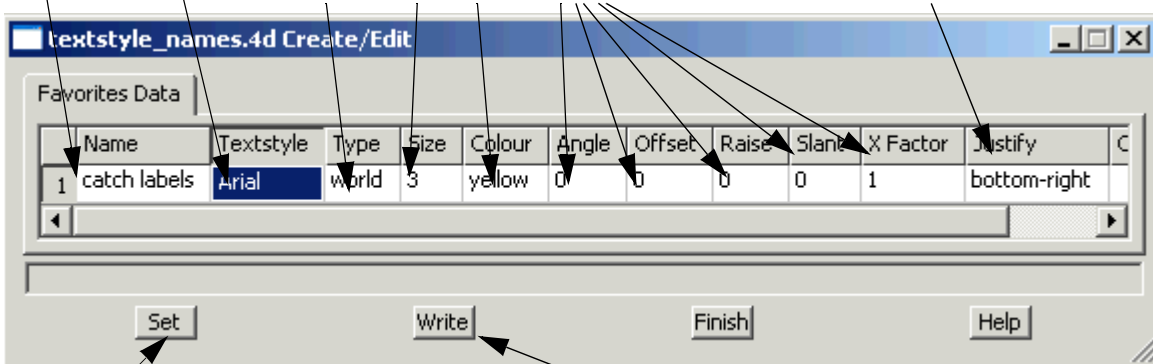 textstyle_names.4d Create/Edit
Favorites Data
Name Textstyle Type Size Colour Angle Offset Raise Slant X Factor Justify C
1 catch labels Arial world 3 yellow 0 0 0 0 1 bottom-right
Set Write Finish Help